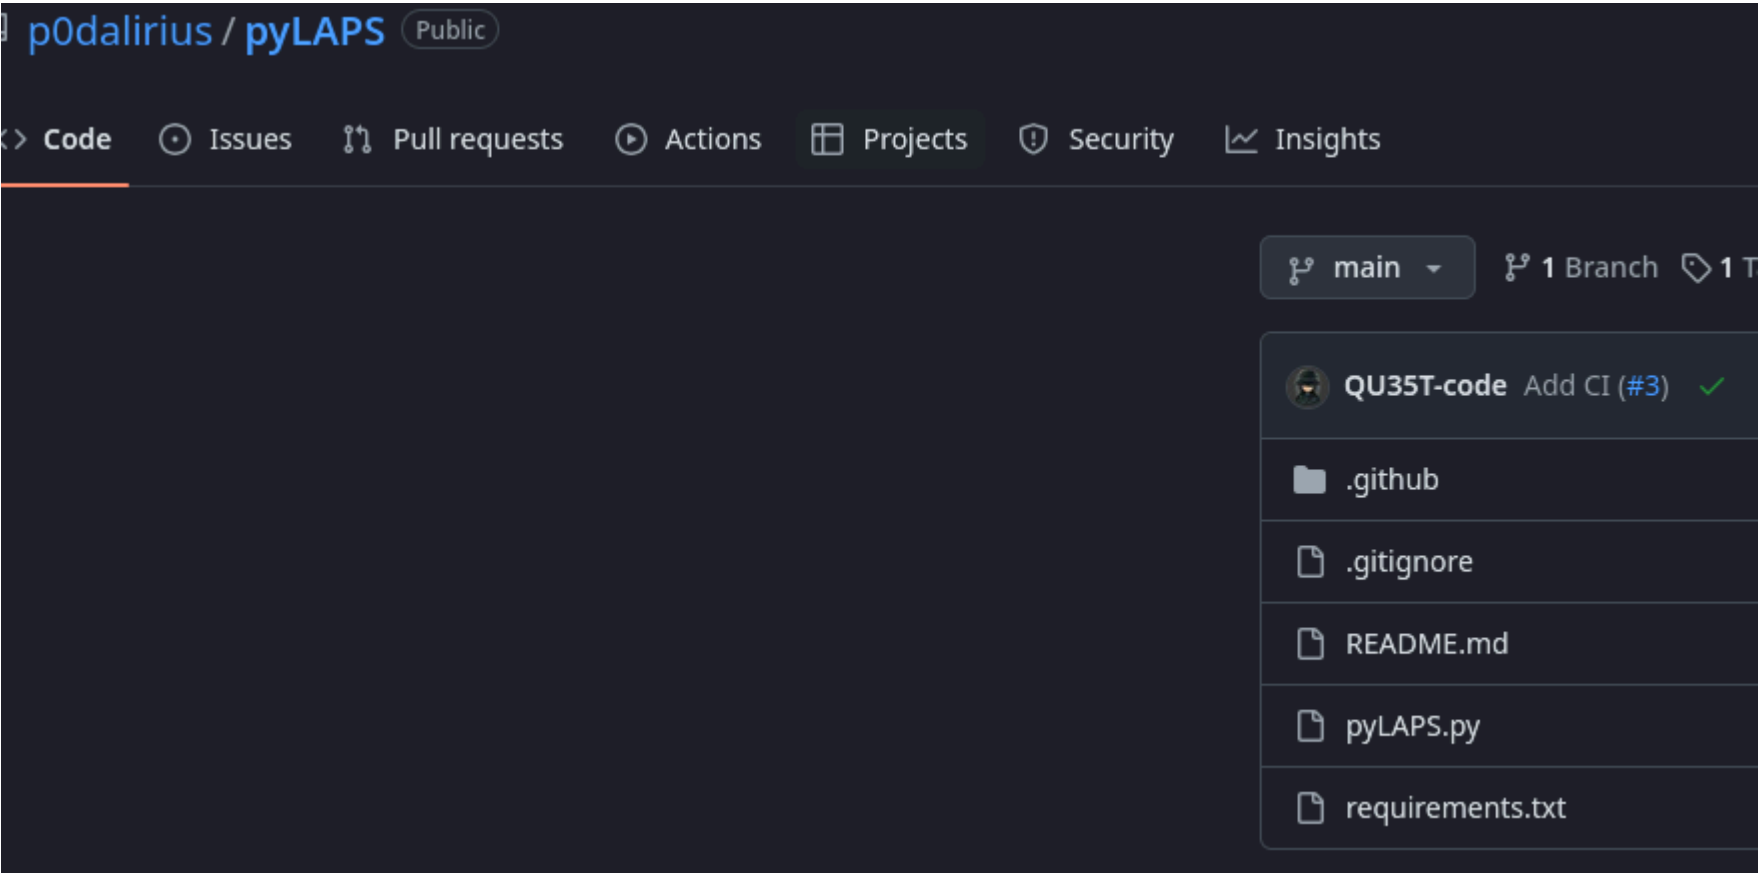 p0dalirius / pyLAPS Public
Code Issues Pull requests Actions Projects Security Insights
main 1 Branch 1
QU35T-code Add CI (#3)
.github
.gitignore
README.md
pyLAPS.py
requirements.txt